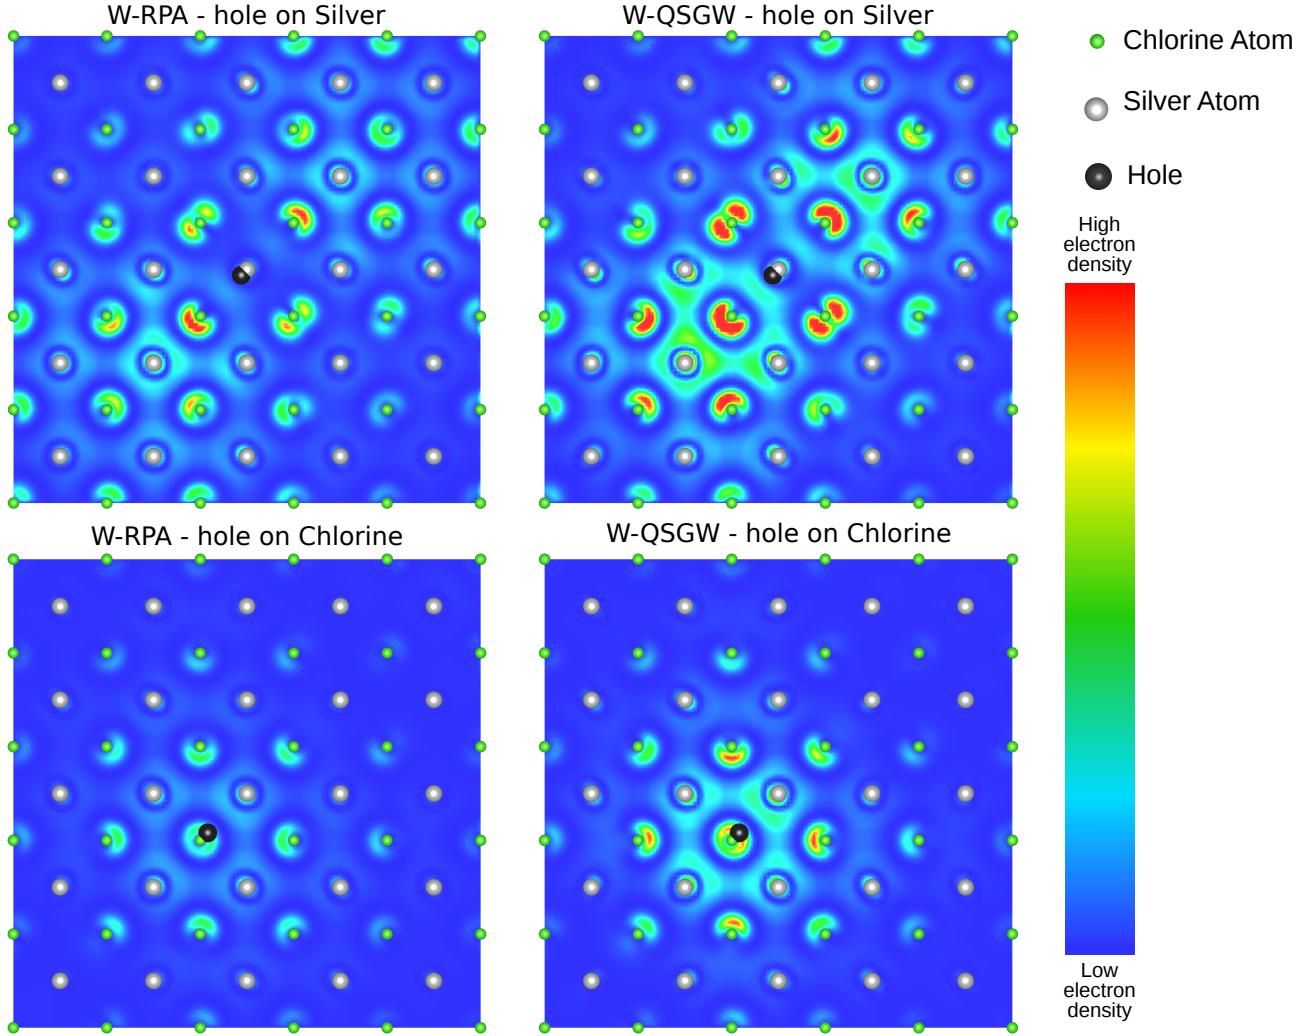 W-RPA - hole on Silver
W-QSGW - hole on Silver
Chlorine Atom
Silver Atom
Hole
High
electron
density
W-RPA - hole on Chlorine
W-QSGW - hole on Chlorine
Low
electron
density